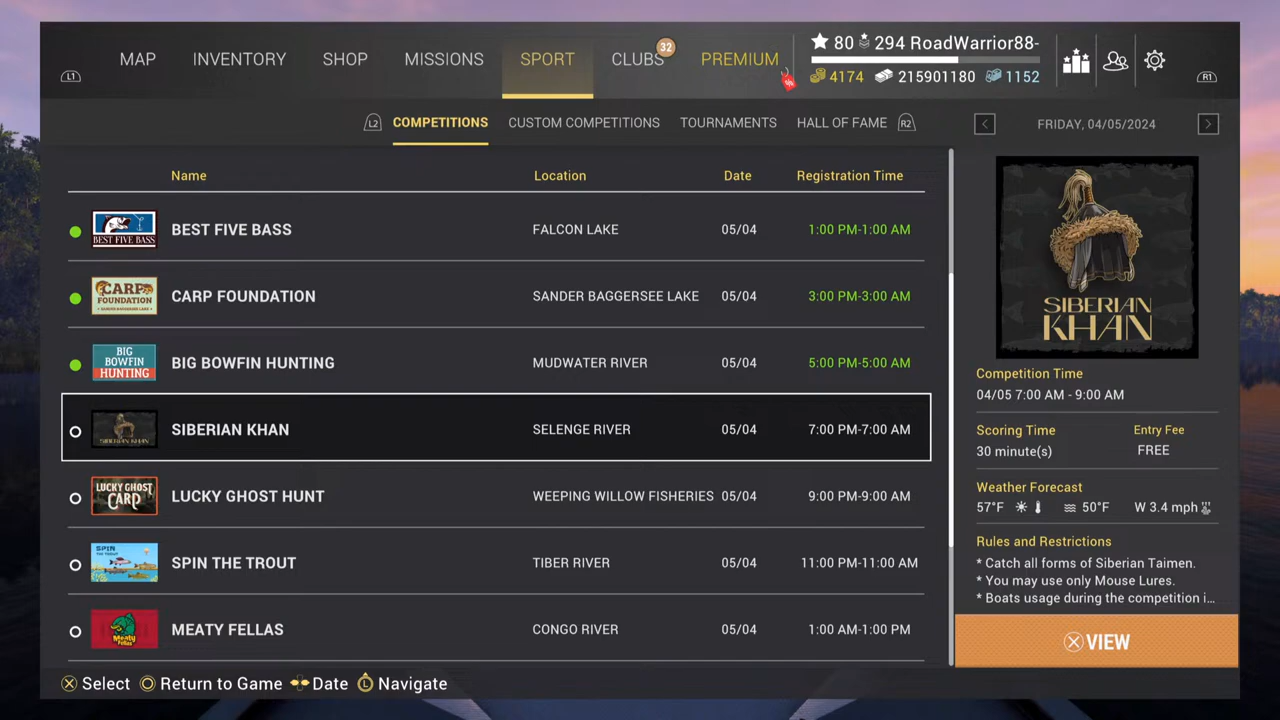 MAP INVENTORY SHOP MISSIONS SPORT CLUBS 32 PREMIUM
80 294 RoadWarrior88-
4174 215901180 1152
L1 R1
L2 COMPETITIONS CUSTOM COMPETITIONS TOURNAMENTS HALL OF FAME R2
< FRIDAY, 04/05/2024 >
Name Location Date Registration Time
BEST FIVE BASS
BEST FIVE BASS FALCON LAKE 05/04 1:00 PM-1:00 AM
CARP
FOUNDATION
CARP FOUNDATION SANDER BAGGERSEE LAKE 05/04 3:00 PM-3:00 AM
BIG
BOWFIN
HUNTING
BIG BOWFIN HUNTING MUDWATER RIVER 05/04 5:00 PM-5:00 AM
SIBERIAN KHAN
SIBERIAN KHAN SELENGE RIVER 05/04 7:00 PM-7:00 AM
LUCKY GHOST
CARP
LUCKY GHOST HUNT WEEPING WILLOW FISHERIES 05/04 9:00 PM-9:00 AM
SPIN
THE TROUT
SPIN THE TROUT TIBER RIVER 05/04 11:00 PM-11:00 AM
Meaty
Fellas
MEATY FELLAS CONGO RIVER 05/04 1:00 AM-1:00 PM
SIBERIAN
KHAN
Competition Time
04/05 7:00 AM - 9:00 AM
Scoring Time Entry Fee
30 minute(s) FREE
Weather Forecast
57°F 50°F W 3.4 mph
Rules and Restrictions
* Catch all forms of Siberian Taimen.
* You may use only Mouse Lures.
* Boats usage during the competition i...
VIEW
Select Return to Game Date L Navigate